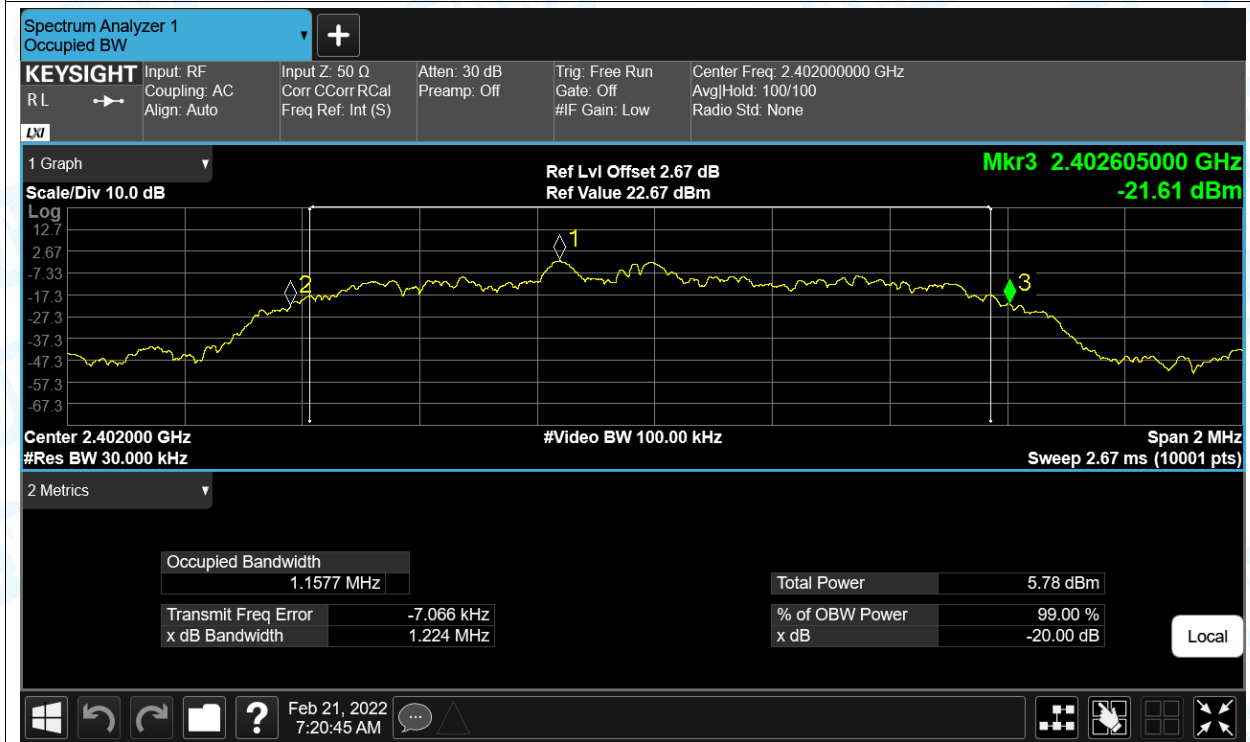 Spectrum Analyzer 1
Occupied BW
KEYSIGHT
R L
LXI
Input: RF
Coupling: AC
Align: Auto
Input Z: 50 Ω
Corr CCorr RCal
Freq Ref: Int (S)
Atten: 30 dB
Preamp: Off
Trig: Free Run
Gate: Off
#IF Gain: Low
Center Freq: 2.402000000 GHz
Avg|Hold: 100/100
Radio Std: None
1 Graph
Scale/Div 10.0 dB
Ref Lvl Offset 2.67 dB
Ref Value 22.67 dBm
Mkr3 2.402605000 GHz
-21.61 dBm
Log
12.7
2.67
-7.33
-17.3
-27.3
-37.3
-47.3
-57.3
-67.3
1
2
3
Center 2.402000 GHz
#Video BW 100.00 kHz
Span 2 MHz
#Res BW 30.000 kHz
Sweep 2.67 ms (10001 pts)
2 Metrics
Occupied Bandwidth
1.1577 MHz
Total Power 5.78 dBm
Transmit Freq Error -7.066 kHz
% of OBW Power 99.00 %
x dB Bandwidth 1.224 MHz
x dB -20.00 dB
Local
?
Feb 21, 2022
7:20:45 AM